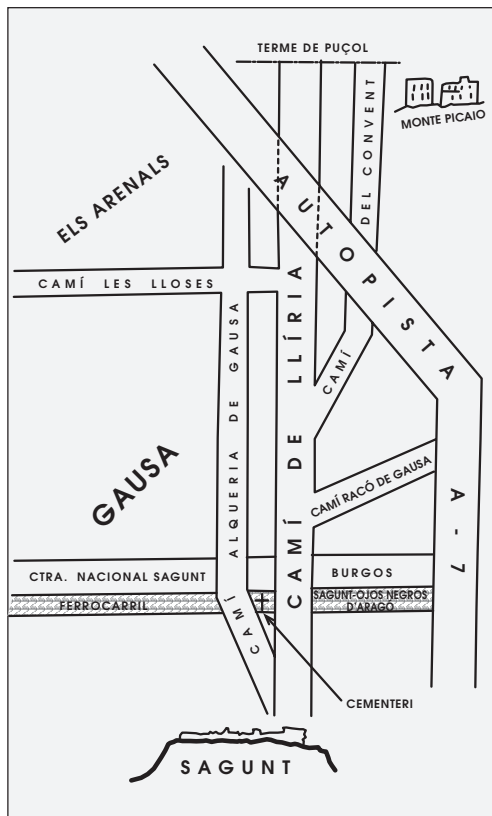 TERME DE PUÇOL
MONTE PICAIO
DEL CONVENT
ELS ARENALS
AUTOPISTA
CAMÍ LES LLOSES
CAMÍ DE LLÍRIA
CAMÍ
CAMÍ ALQUERIA DE GAUSA
GAUSA
CAMÍ RACÓ DE GAUSA
A-7
CTRA. NACIONAL SAGUNT
BURGOS
FERROCARRIL
SAGUNT-OJOS NEGROS
D'ARAGÓ
CEMENTERI
SAGUNT